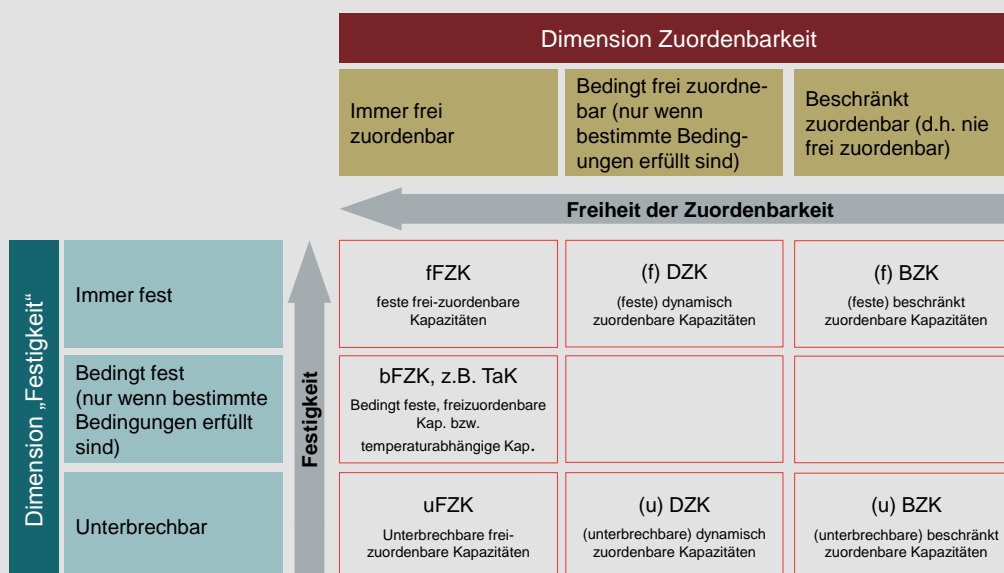 Dimension Zuordenbarkeit
Immer frei
zuordenbar
Bedingt frei zuordne-
bar (nur wenn
bestimmte Bedin-
gungen erfüllt sind)
Beschränkt
zuordenbar (d.h. nie
frei zuordenbar)
Freiheit der Zuordenbarkeit
Dimension „Festigkeit“
Festigkeit
Immer fest
fFZK
feste frei-zuordenbare
Kapazitäten
(f) DZK
(feste) dynamisch
zuordenbare Kapazitäten
(f) BZK
(feste) beschränkt
zuordenbare Kapazitäten
Bedingt fest
(nur wenn bestimmte
Bedingungen erfüllt
sind)
bFZK, z.B. TaK
Bedingt feste, freizuordenbare
Kap. bzw.
temperaturabhängige Kap.
Unterbrechbar
uFZK
Unterbrechbare frei-
zuordenbare Kapazitäten
(u) DZK
(unterbrechbare) dynamisch
zuordenbare Kapazitäten
(u) BZK
(unterbrechbare) beschränkt
zuordenbare Kapazitäten